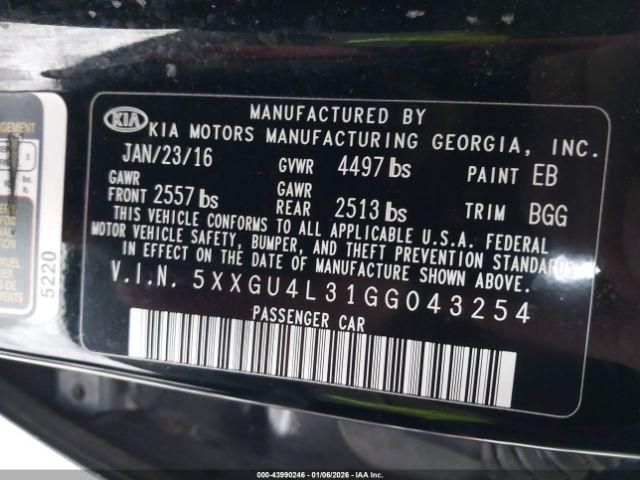 MANUFACTURED BY
KIA KIA MOTORS MANUFACTURING GEORGIA, INC.
JAN/23/16 GVWR 4497 lbs PAINT EB
GAWR GAWR
FRONT 2557 lbs REAR 2513 lbs TRIM BGG
THIS VEHICLE CONFORMS TO ALL APPLICABLE U.S.A. FEDERAL
MOTOR VEHICLE SAFETY, BUMPER, AND THEFT PREVENTION STANDARDS
IN EFFECT ON THE DATE OF MANUFACTURE SHOWN ABOVE.
V.I.N. 5XXGU4L31GG043254
PASSENGER CAR
5220
000-43990246 - 01/06/2026 - IAA Inc.